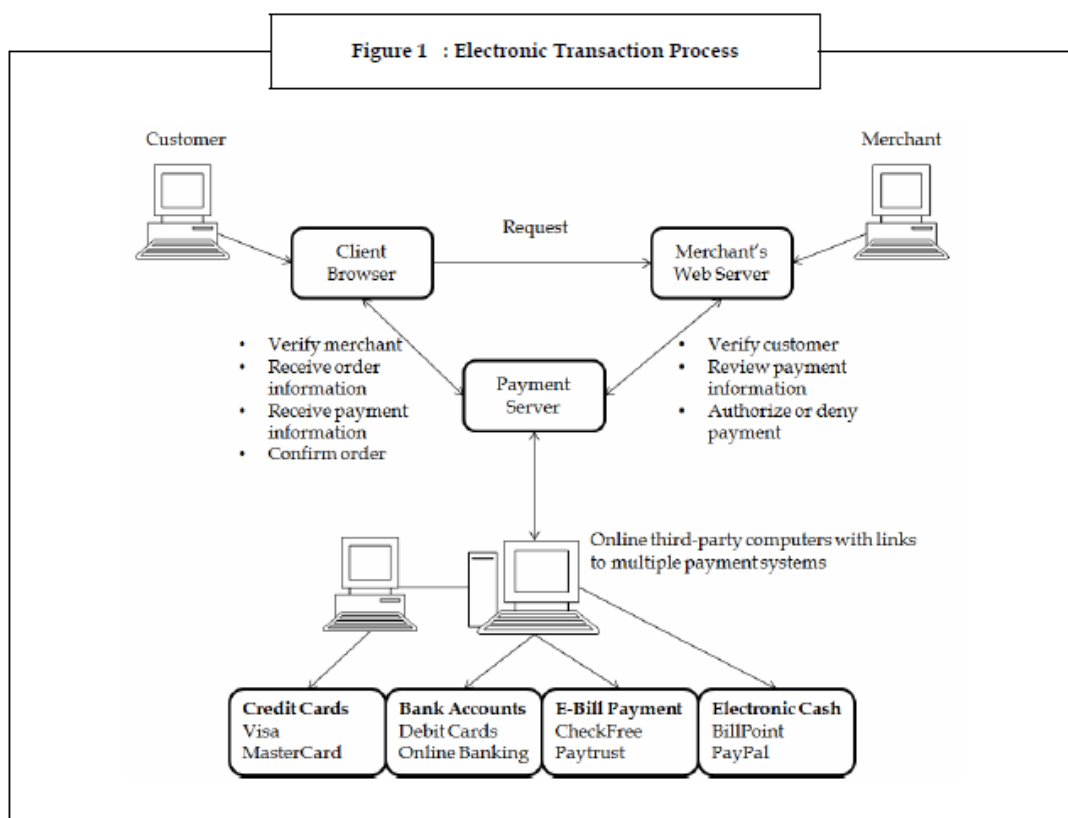 Figure 1 : Electronic Transaction Process
Customer
Merchant
Request
Client
Browser
Merchant's
Web Server
• Verify merchant
• Receive order
information
• Receive payment
information
• Confirm order
Payment
Server
• Verify customer
• Review payment
information
• Authorize or deny
payment
Online third-party computers with links
to multiple payment systems
Credit Cards
Visa
MasterCard
Bank Accounts
Debit Cards
Online Banking
E-Bill Payment
CheckFree
Paytrust
Electronic Cash
BillPoint
PayPal